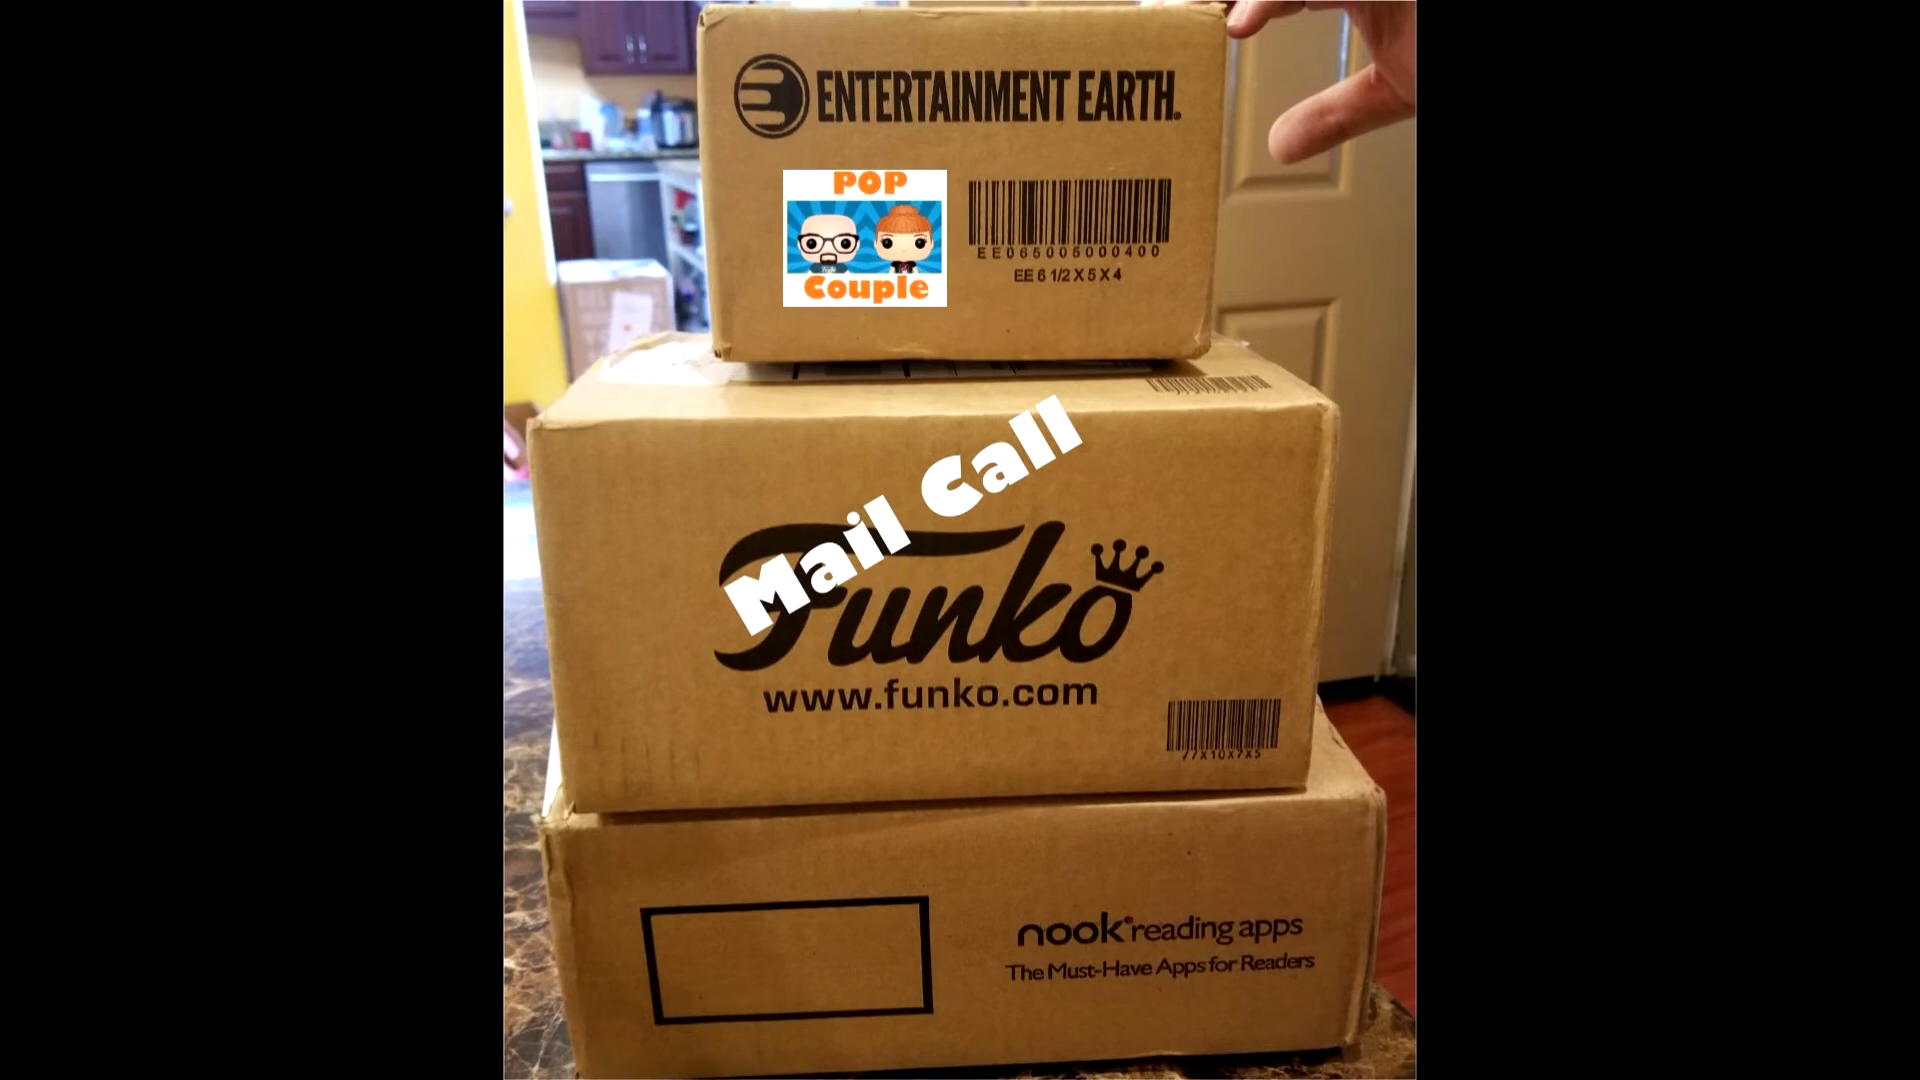 ENTERTAINMENT EARTH.
POP
Couple
EE065005000400
EE 6 1/2 X 5 X 4
Mail Call
Funko
www.funko.com
nook® reading apps
The Must-Have Apps for Readers